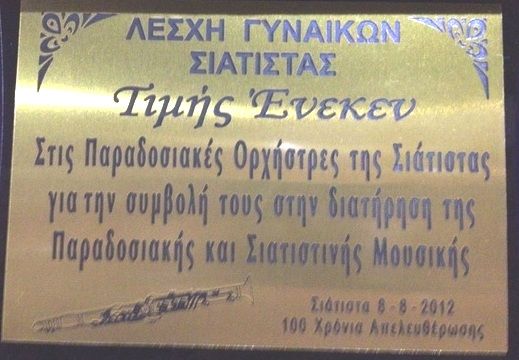 ΛΕΣΧΗ ΓΥΝΑΙΚΩΝ
ΣΙΑΤΙΣΤΑΣ
Τιμής Ένεκεν
Στις Παραδοσιακές Ορχήστρες της Σιάτιστας
για την συμβολή τους στην διατήρηση της
Παραδοσιακής και Σιατιστινής Μουσικής
Σιάτιστα 8 - 8 - 2012
100 Χρόνια Απελευθέρωσης